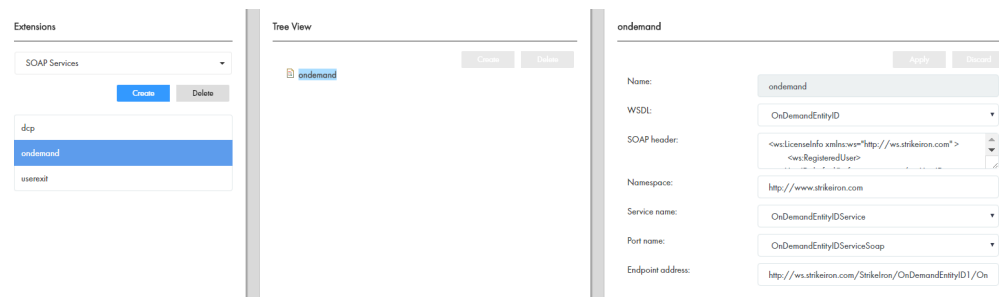 Extensions
SOAP Services
Create Delete
dcp
ondemand
userexit
Tree View
Create Delete
ondemand
ondemand
Apply Discard
Name: ondemand
WSDL: OnDemandEntityID
SOAP header: <ws:LicenseInfo xmlns:ws="http://ws.strikeiron.com" >
<ws:RegisteredUser>
Namespace: http://www.strikeiron.com
Service name: OnDemandEntityIDService
Port name: OnDemandEntityIDServiceSoap
Endpoint address: http://ws.strikeiron.com/StrikeIron/OnDemandEntityID1/On